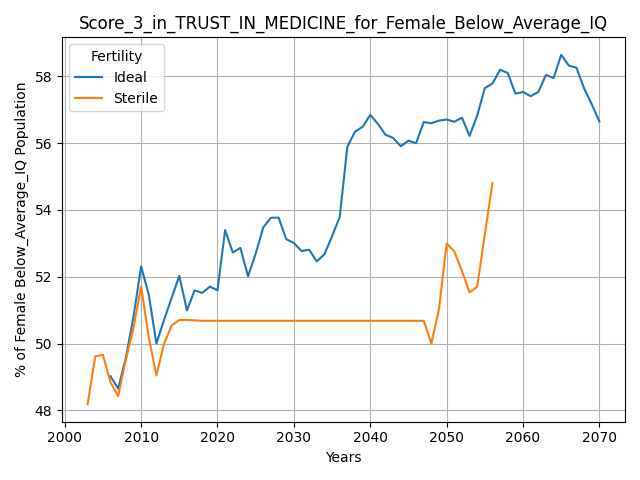 Score_3_in_TRUST_IN_MEDICINE_for_Female_Below_Average_IQ
Fertility
Ideal
Sterile
% of Female Below_Average_IQ Population
58
56
54
52
50
48
2000 2010 2020 2030 2040 2050 2060 2070
Years